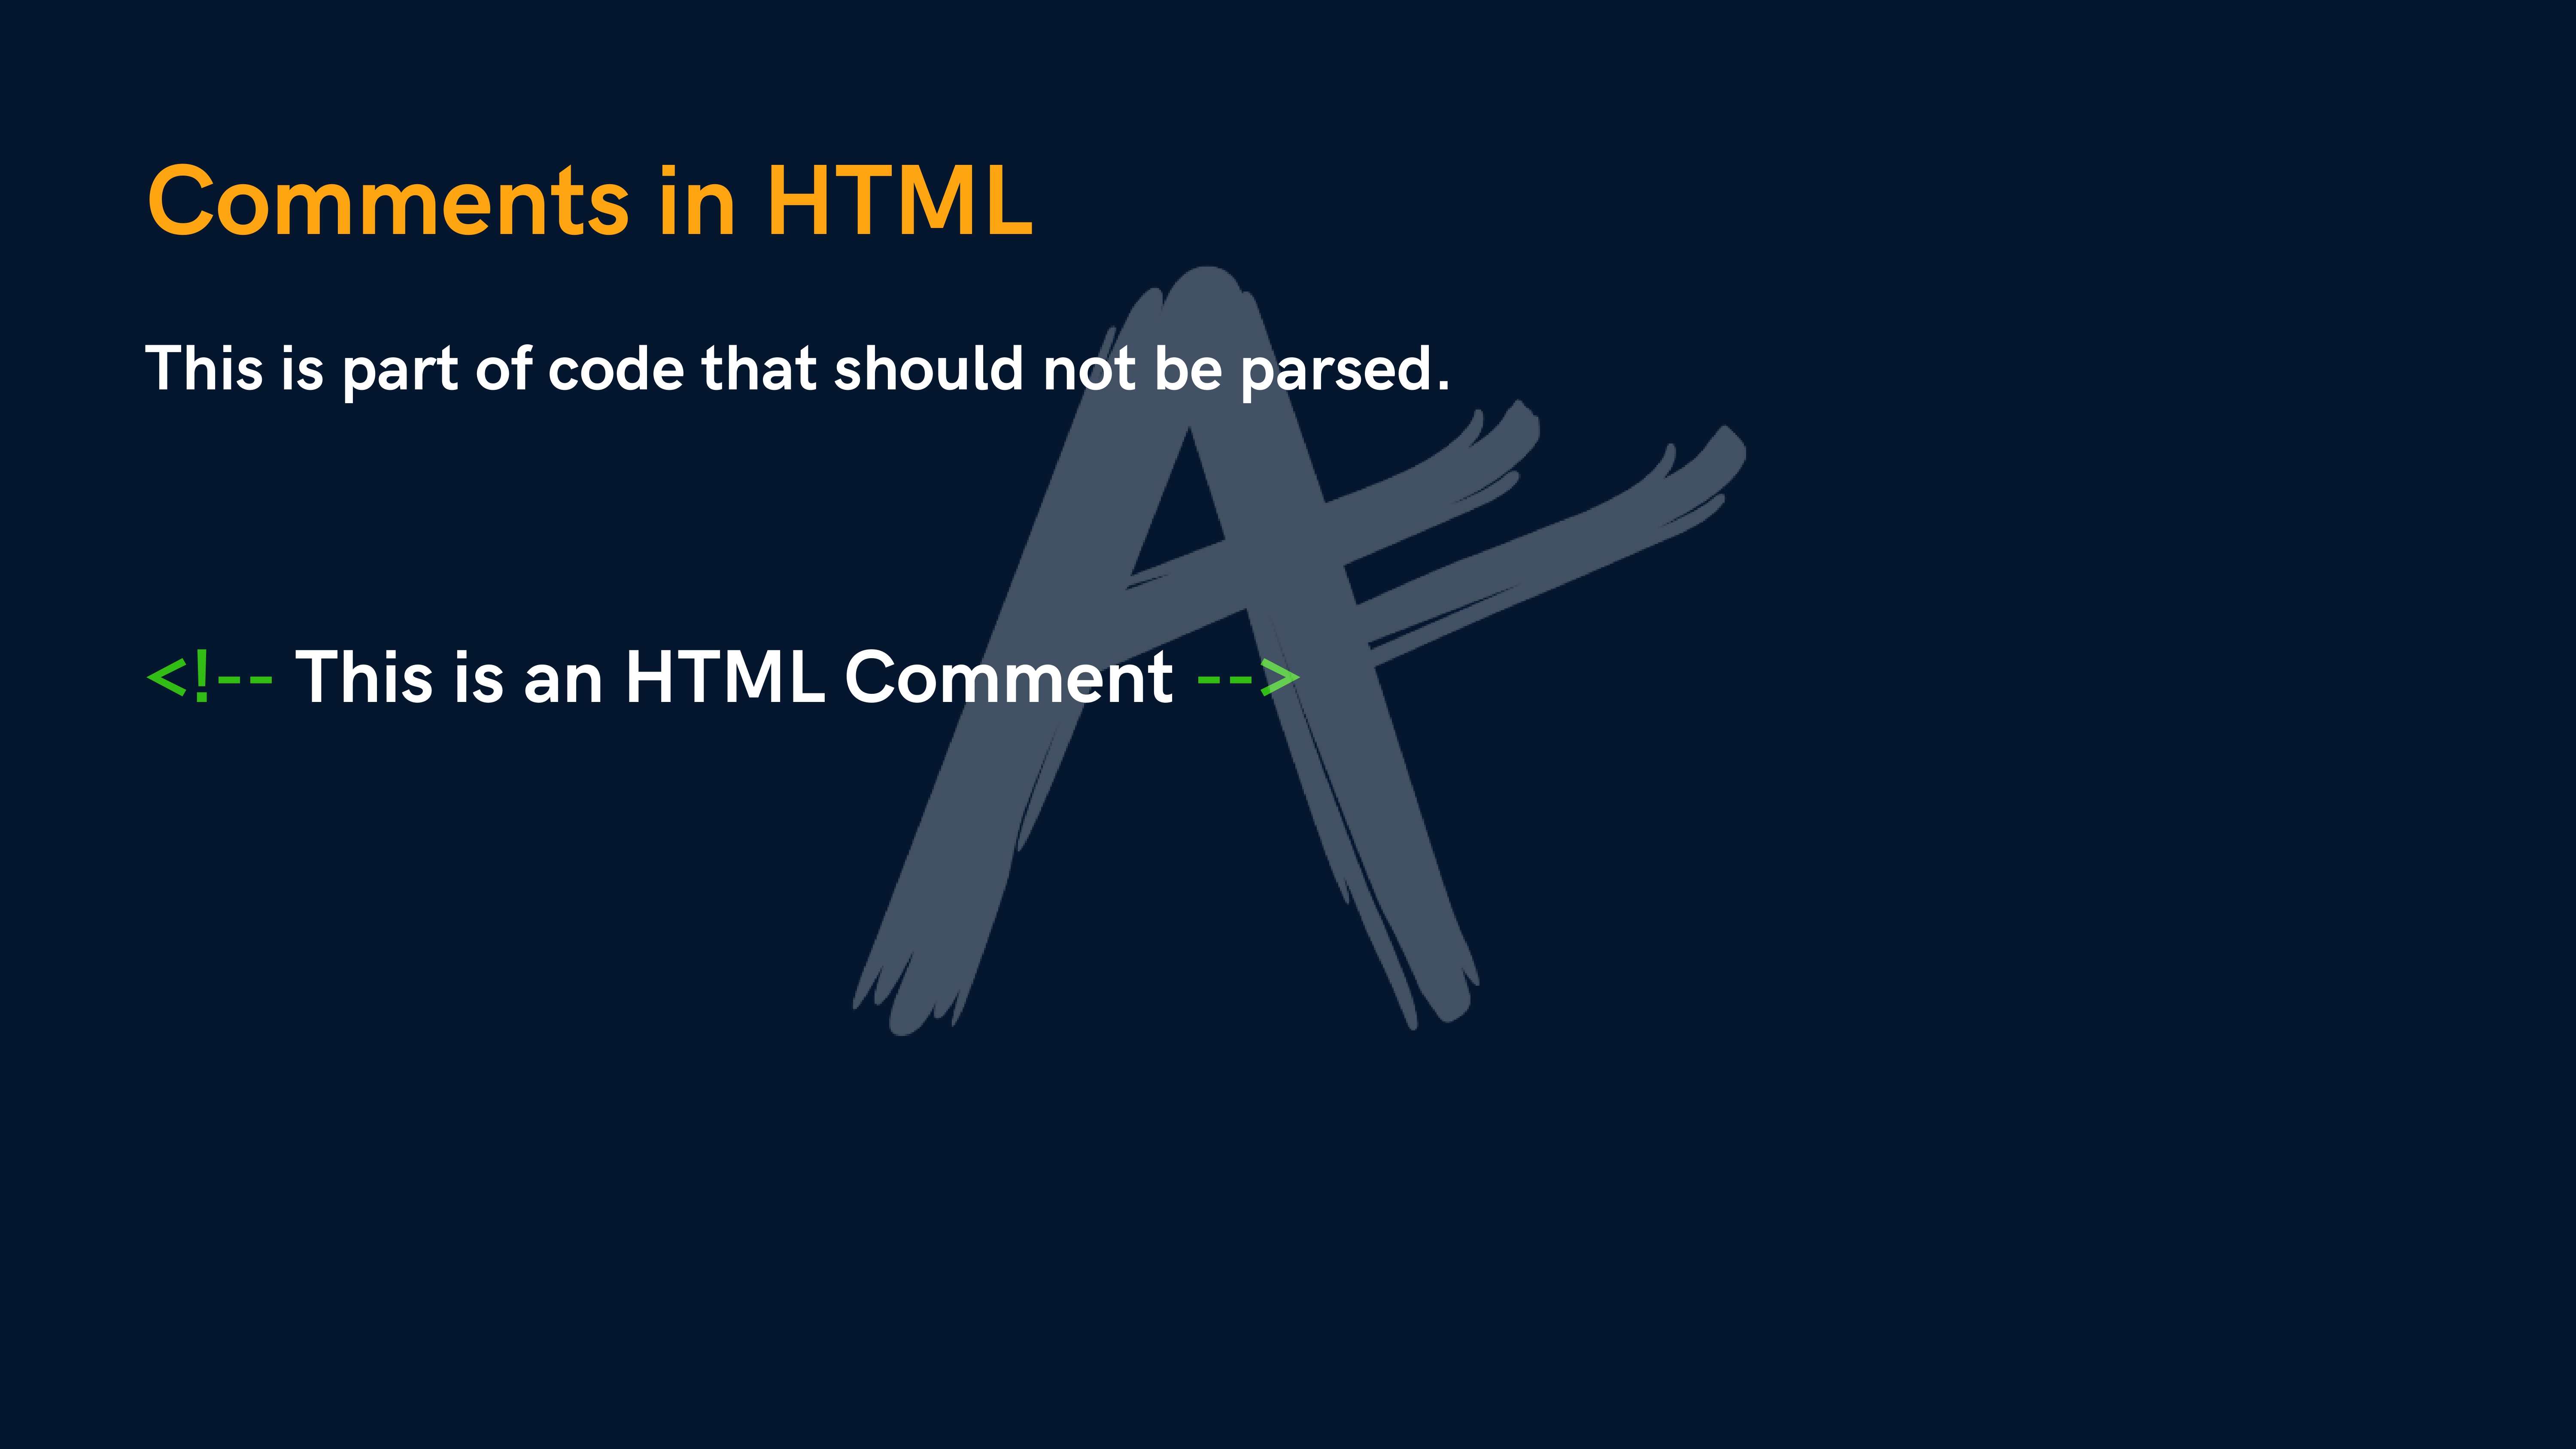 Comments in HTML
This is part of code that should not be parsed.
<!-- This is an HTML Comment -->